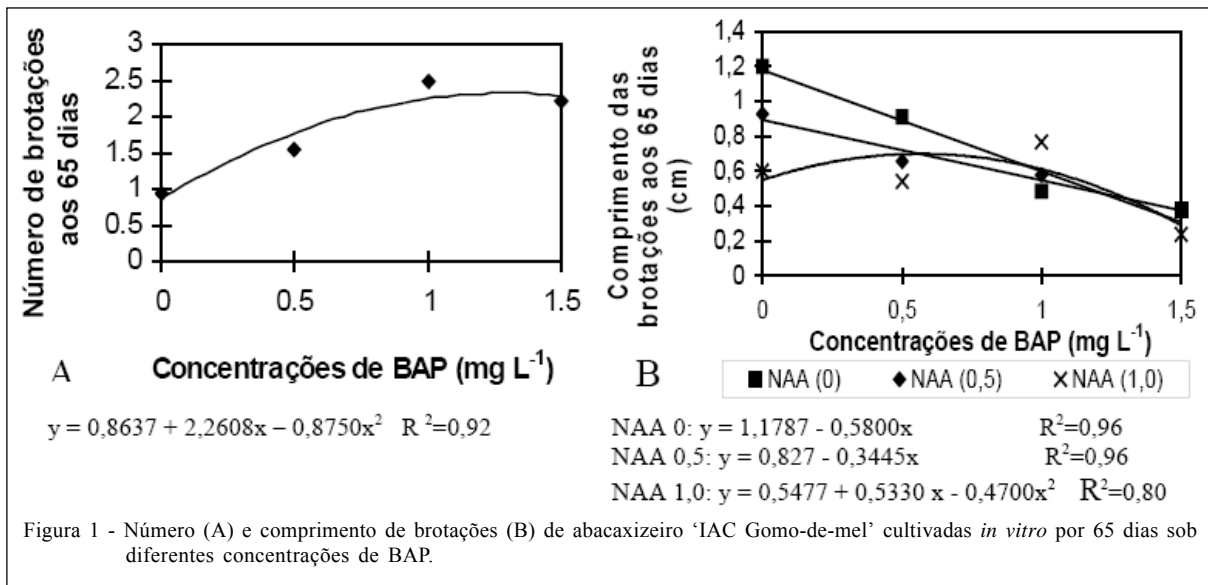 Número de brotações
aos 65 dias
3
2.5
2
1.5
1
0.5
0
0 0.5 1 1.5
Concentrações de BAP (mg L-1)
A
y = 0,8637 + 2,2608x – 0,8750x2 R 2=0,92
Comprimento das
brotações aos 65 dias
(cm)
1,4
1,2
1
0,8
0,6
0,4
0,2
0
0 0,5 1 1,5
Concentrações de BAP (mg L-1)
B
NAA (0) NAA (0,5) NAA (1,0)
NAA 0: y = 1,1787 - 0,5800x R2=0,96
NAA 0,5: y = 0,827 - 0,3445x R2=0,96
NAA 1,0: y = 0,5477 + 0,5330 x - 0,4700x2 R2=0,80
Figura 1 - Número (A) e comprimento de brotações (B) de abacaxizeiro ‘IAC Gomo-de-mel’ cultivadas in vitro por 65 dias sob
diferentes concentrações de BAP.